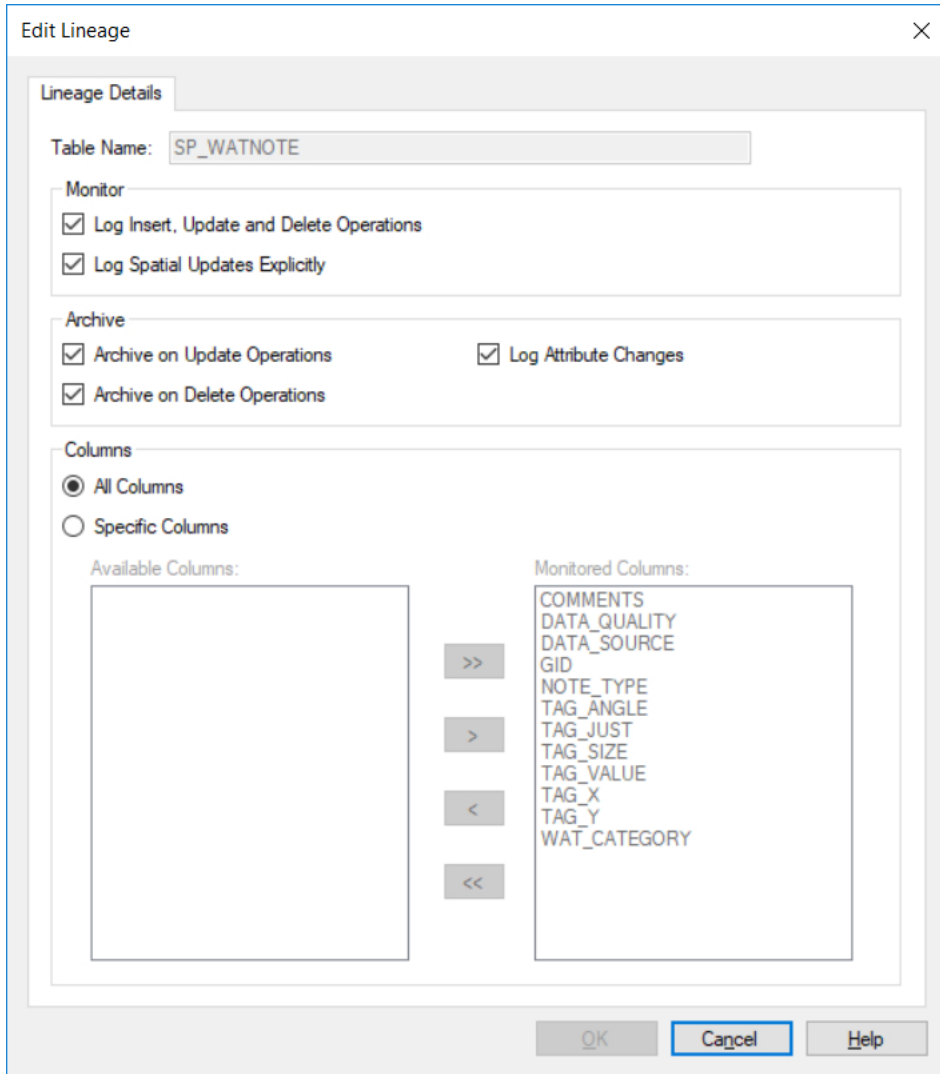 Edit Lineage
Lineage Details
Table Name: SP_WATNOTE
Monitor
Log Insert, Update and Delete Operations
Log Spatial Updates Explicitly
Archive
Archive on Update Operations
Log Attribute Changes
Archive on Delete Operations
Columns
All Columns
Specific Columns
Available Columns:
Monitored Columns:
COMMENTS
DATA_QUALITY
DATA_SOURCE
GID
NOTE_TYPE
TAG_ANGLE
TAG_JUST
TAG_SIZE
TAG_VALUE
TAG_X
TAG_Y
WAT_CATEGORY
>>
>
<
<<
OK
Cancel
Help